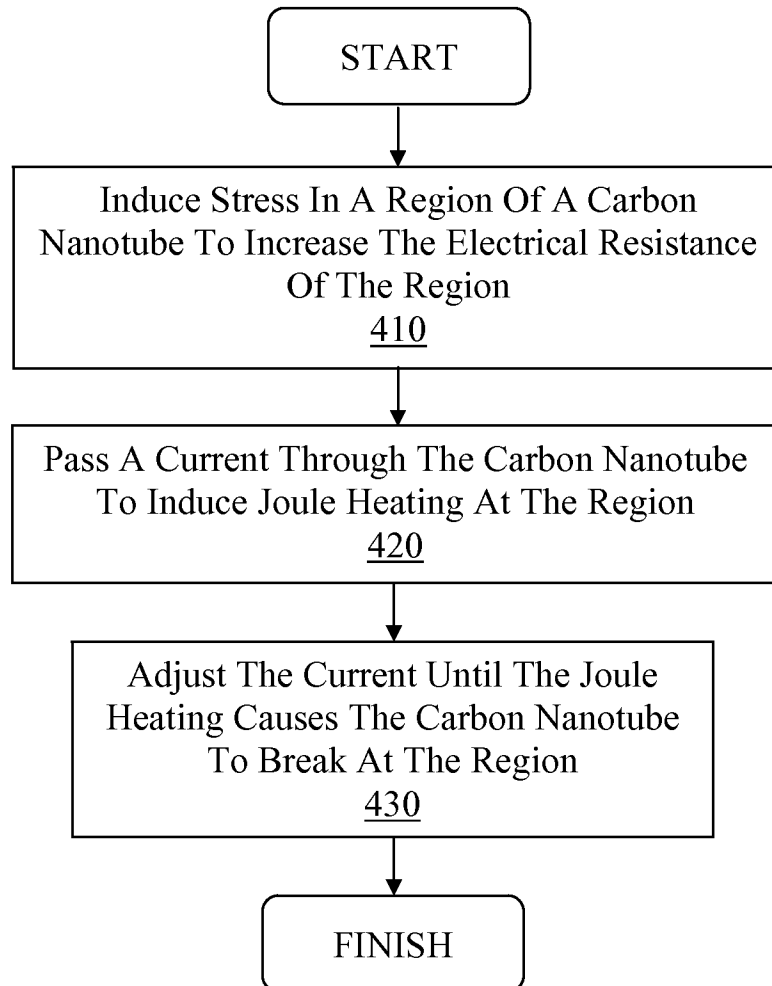 START
Induce Stress In A Region Of A Carbon
Nanotube To Increase The Electrical Resistance
Of The Region
410
Pass A Current Through The Carbon Nanotube
To Induce Joule Heating At The Region
420
Adjust The Current Until The Joule
Heating Causes The Carbon Nanotube
To Break At The Region
430
FINISH